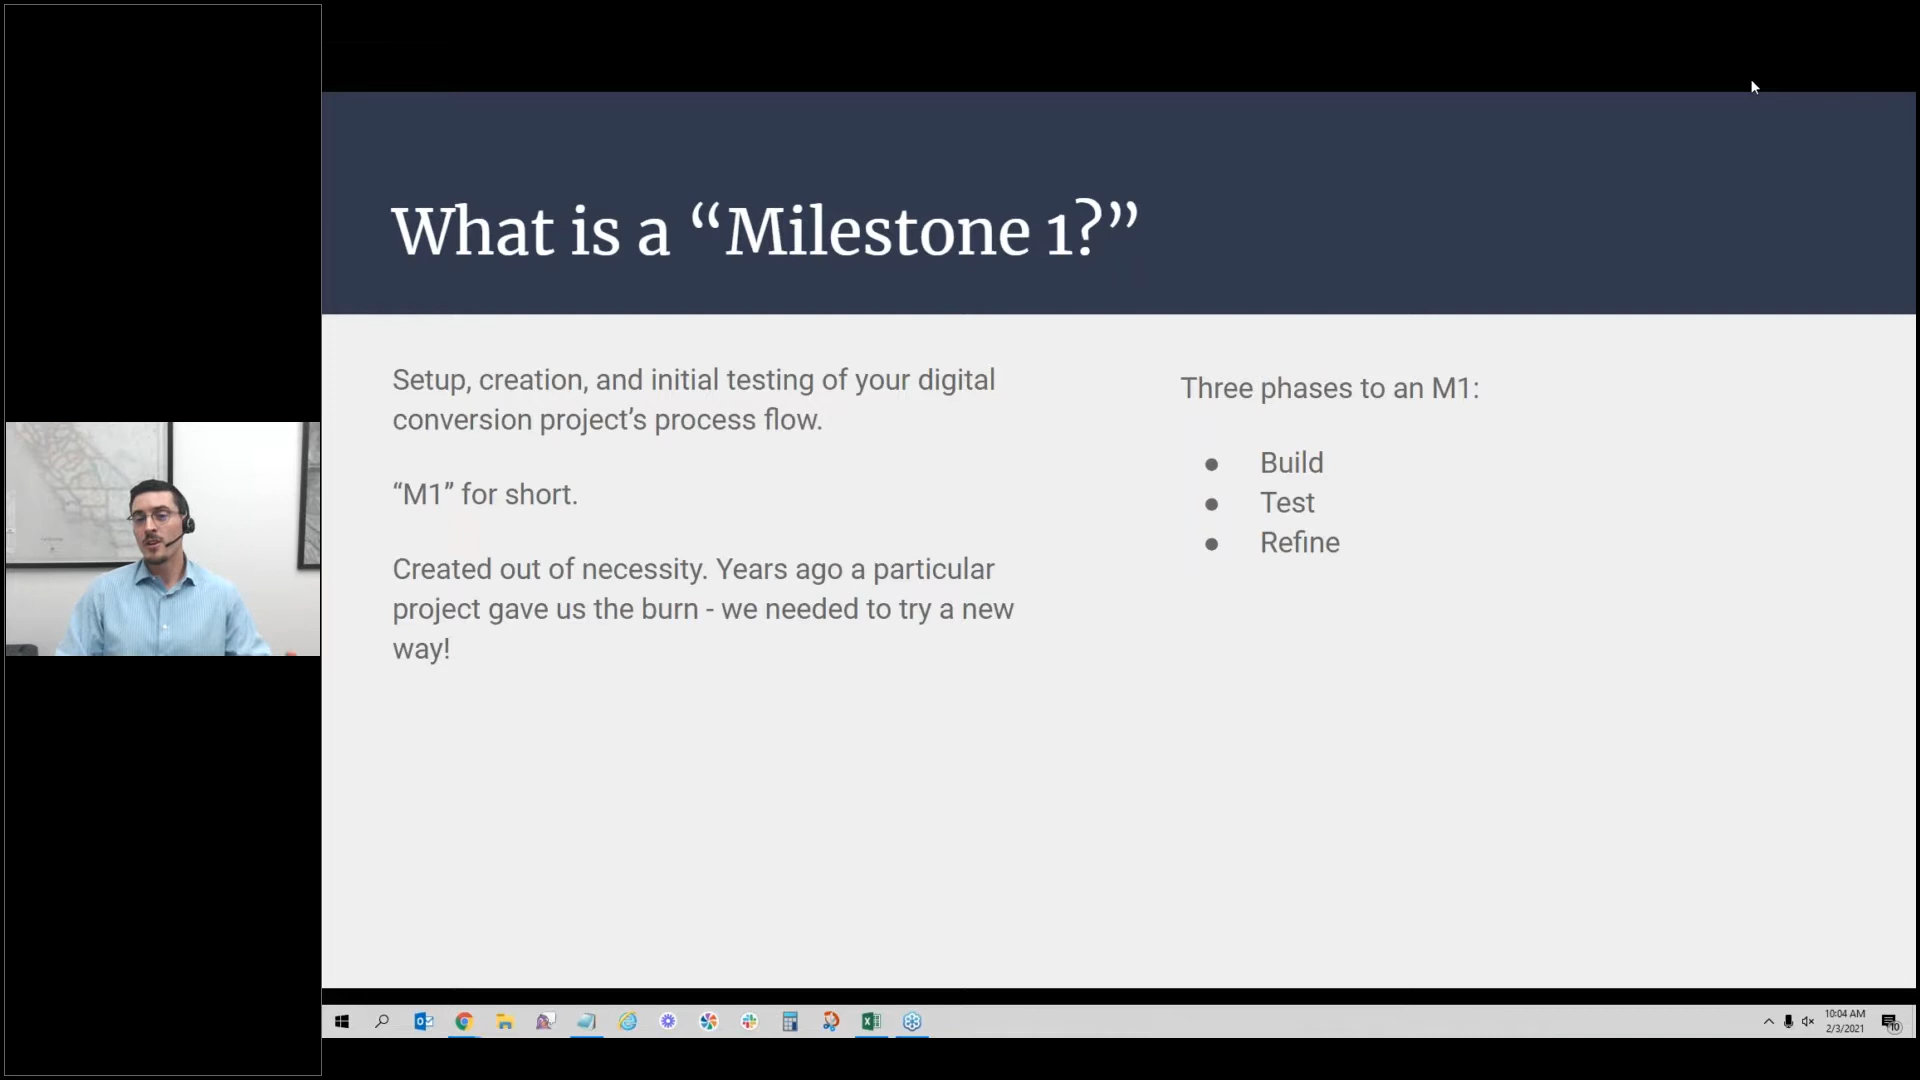 What is a “Milestone 1?”
Setup, creation, and initial testing of your digital
conversion project’s process flow.
“M1” for short.
Created out of necessity. Years ago a particular
project gave us the burn - we needed to try a new
way!
Three phases to an M1:
● Build
● Test
● Refine
10:04 AM
2/3/2021
10